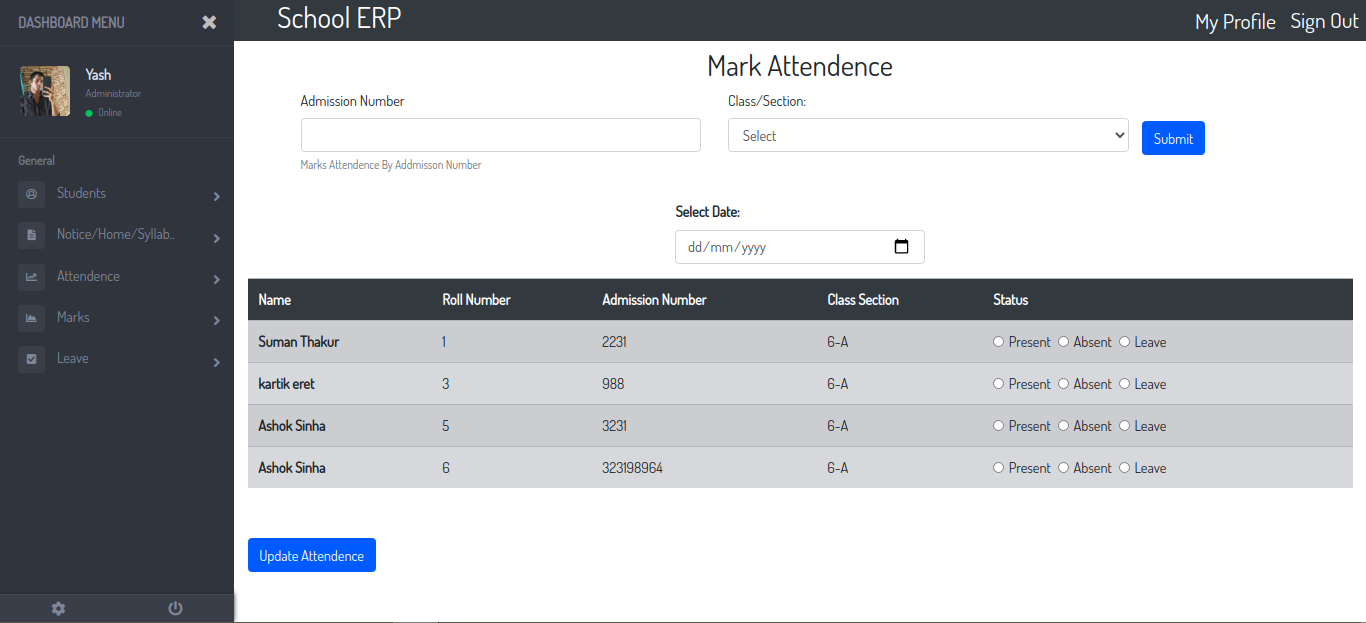 DASHBOARD MENU
School ERP
My Profile Sign Out
Yash
Administrator
Online
General
Students
Notice/Home/Syllab..
Attendence
Marks
Leave
Mark Attendence
Admission Number
Class/Section:
Select
Submit
Marks Attendence By Addmisson Number
Select Date:
dd/mm/yyyy
Name Roll Number Admission Number Class Section Status
Suman Thakur 1 2231 6-A Present Absent Leave
kartik eret 3 988 6-A Present Absent Leave
Ashok Sinha 5 3231 6-A Present Absent Leave
Ashok Sinha 6 323198964 6-A Present Absent Leave
Update Attendence